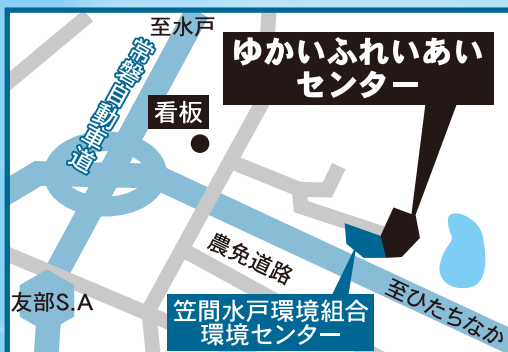 至水戸
ゆかいふれいあい
センター
常磐自動車道
看板
農免道路
友部S.A
笠間水戸環境組合
環境センター
至ひたちなか